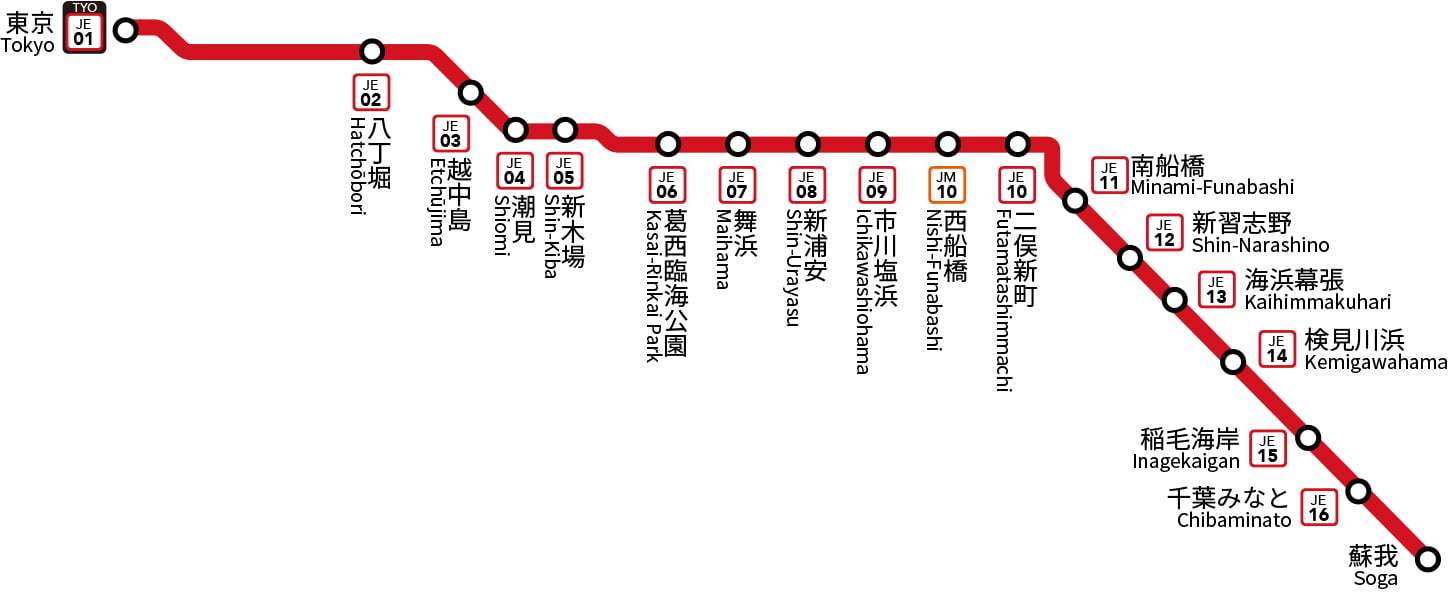 東京
Tokyo
TYO
JE
01
JE
02
八丁堀
Hatchōbori
JE
03
越中島
Etchūjima
JE
04
潮見
Shiomi
JE
05
新木場
Shin-Kiba
JE
06
葛西臨海公園
Kasai-Rinkai Park
JE
07
舞浜
Maihama
JE
08
新浦安
Shin-Urayasu
JE
09
市川塩浜
Ichikawashiohama
JM
10
西船橋
Nishi-Funabashi
JE
10
二俣新町
Futamatashimmachi
JE
11
南船橋
Minami-Funabashi
JE
12
新習志野
Shin-Narashino
JE
13
海浜幕張
Kaihimmakuhari
JE
14
検見川浜
Kemigawahama
稲毛海岸
Inagekaigan
JE
15
千葉みなと
Chibaminato
JE
16
蘇我
Soga